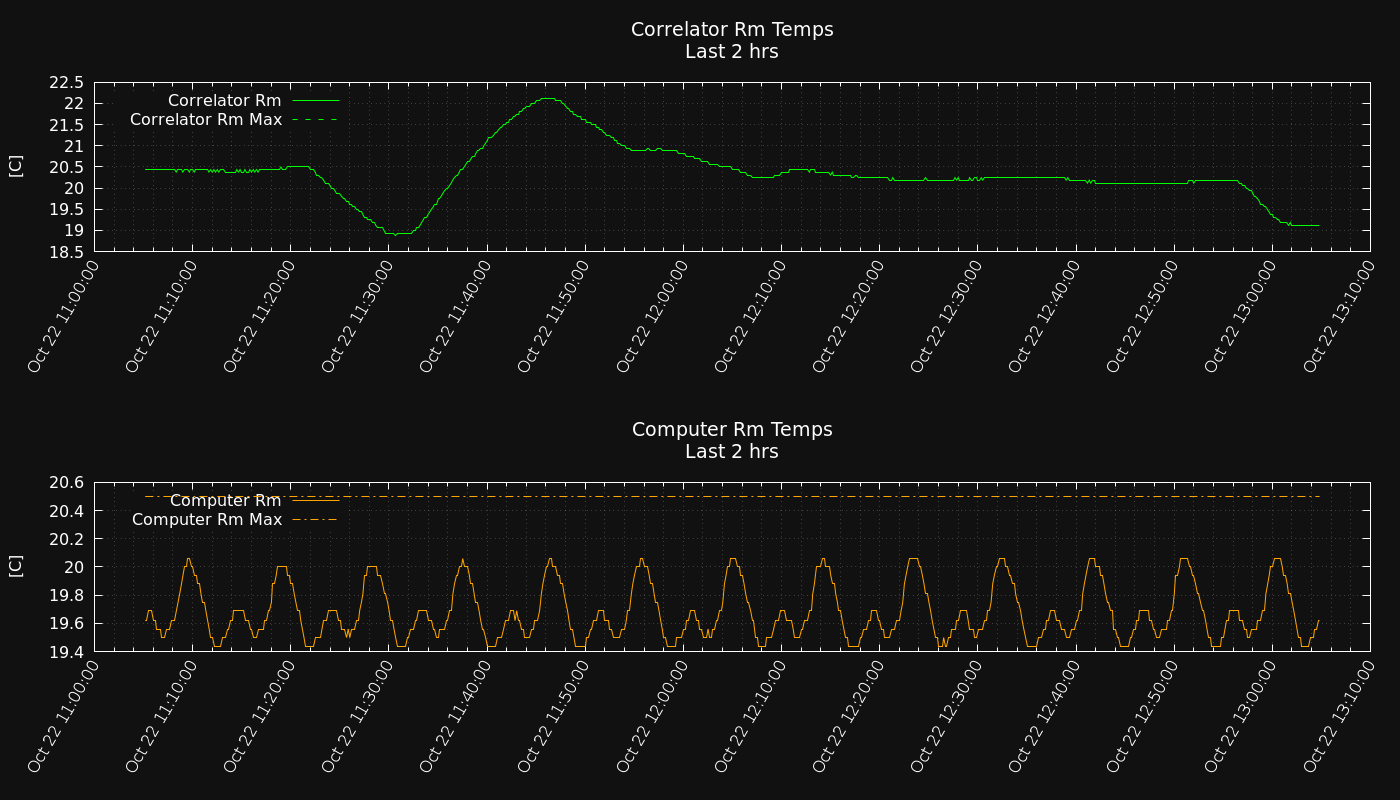 Correlator Rm Temps
Last 2 hrs
22.5
22
21.5
21
20.5
20
19.5
19
18.5
[C]
Correlator Rm
Correlator Rm Max
Oct 22 11:00:00
Oct 22 11:10:00
Oct 22 11:20:00
Oct 22 11:30:00
Oct 22 11:40:00
Oct 22 11:50:00
Oct 22 12:00:00
Oct 22 12:10:00
Oct 22 12:20:00
Oct 22 12:30:00
Oct 22 12:40:00
Oct 22 12:50:00
Oct 22 13:00:00
Oct 22 13:10:00
Computer Rm Temps
Last 2 hrs
20.6
20.4
20.2
20
19.8
19.6
19.4
[C]
Computer Rm
Computer Rm Max
Oct 22 11:00:00
Oct 22 11:10:00
Oct 22 11:20:00
Oct 22 11:30:00
Oct 22 11:40:00
Oct 22 11:50:00
Oct 22 12:00:00
Oct 22 12:10:00
Oct 22 12:20:00
Oct 22 12:30:00
Oct 22 12:40:00
Oct 22 12:50:00
Oct 22 13:00:00
Oct 22 13:10:00